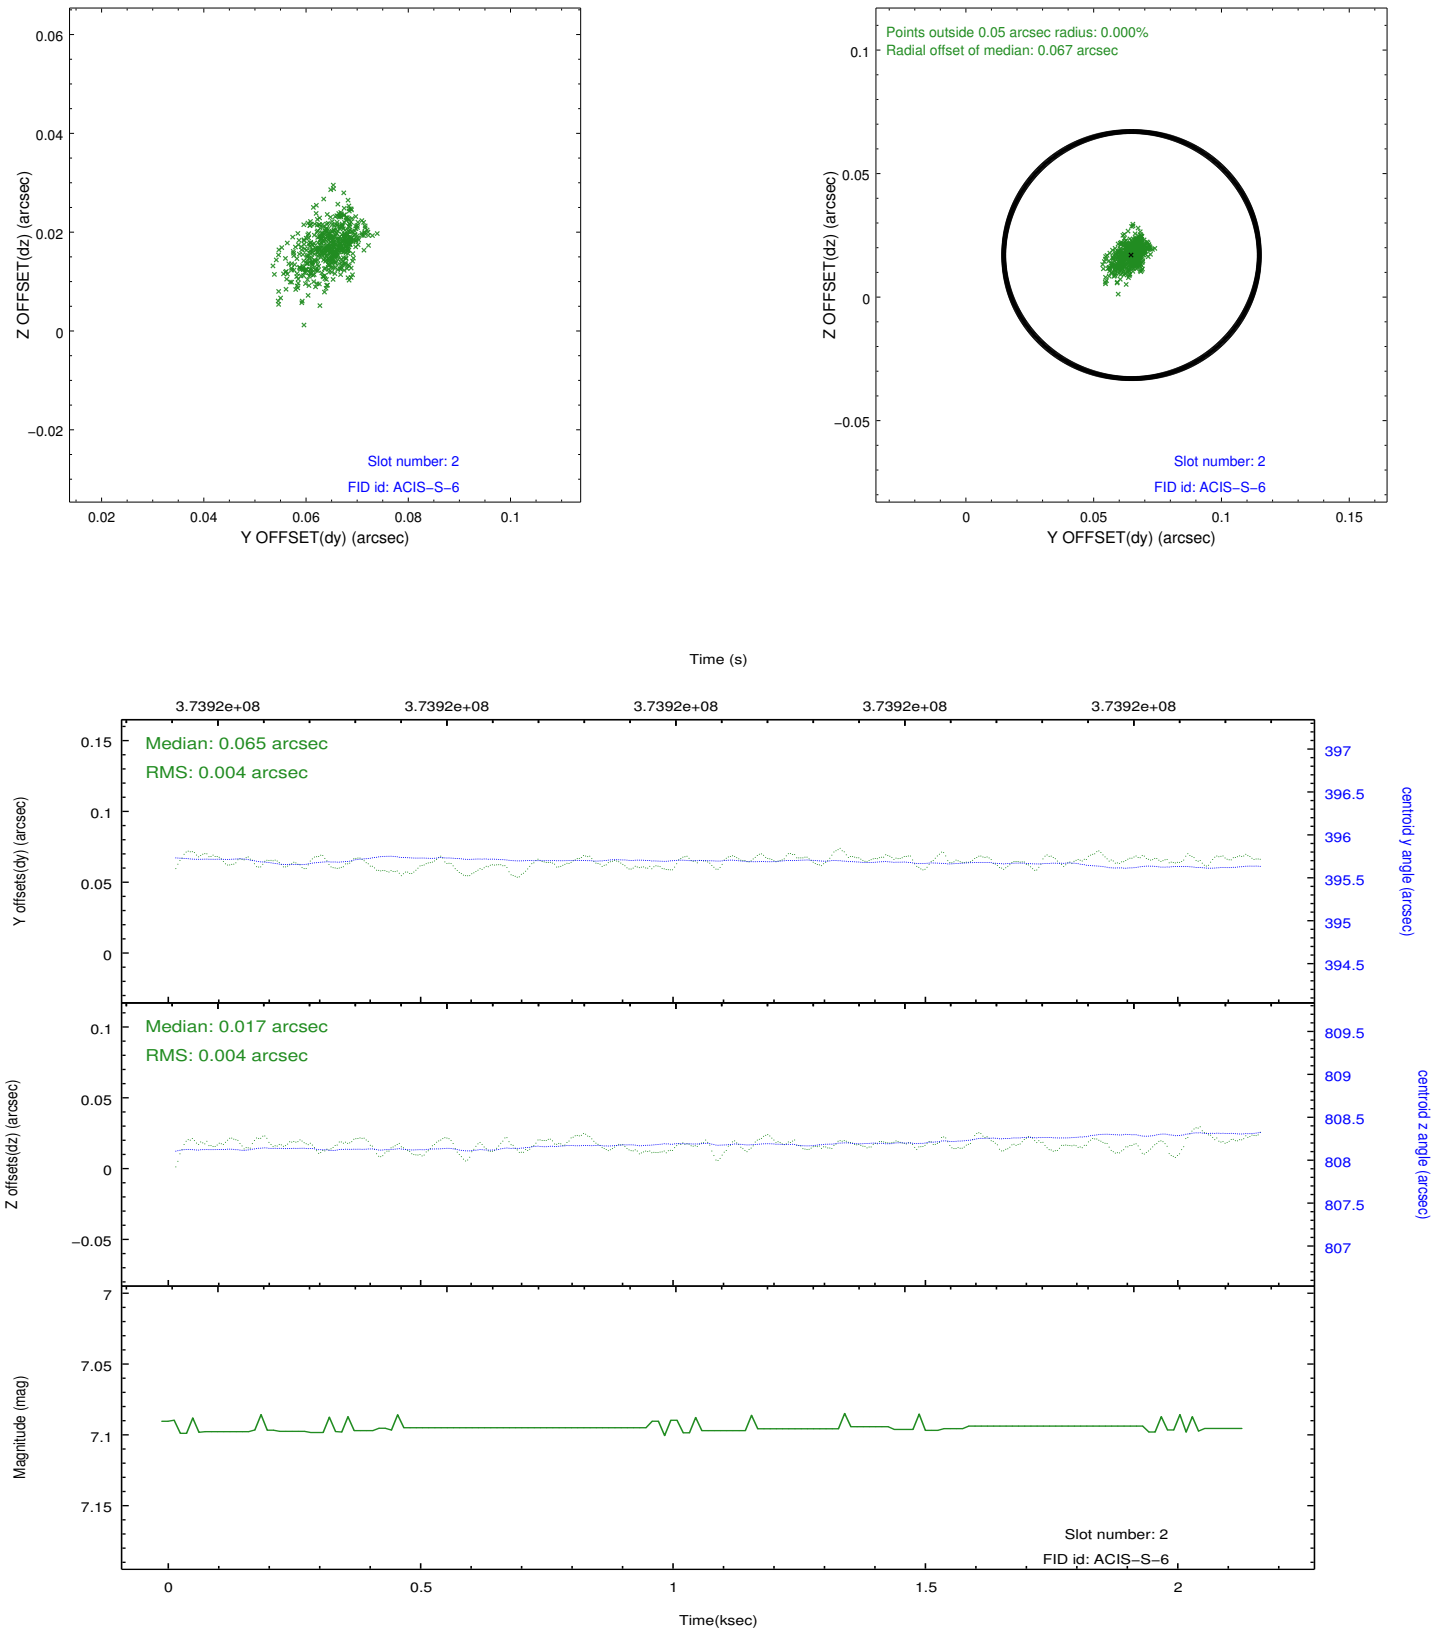 0.06
0.04
0.02
0
−0.02
Z OFFSET(dz) (arcsec)
Slot number: 2
FID id: ACIS−S−6
0.02 0.04 0.06 0.08 0.1
Y OFFSET(dy) (arcsec)
Points outside 0.05 arcsec radius: 0.000%
Radial offset of median: 0.067 arcsec
0.1
0.05
0
−0.05
Z OFFSET(dz) (arcsec)
Slot number: 2
FID id: ACIS−S−6
0 0.05 0.1 0.15
Y OFFSET(dy) (arcsec)
Time (s)
3.7392e+08 3.7392e+08 3.7392e+08 3.7392e+08 3.7392e+08
Median: 0.065 arcsec
RMS: 0.004 arcsec
0.15
0.1
0.05
0
Y offsets(dy) (arcsec)
397
396.5
396
395.5
395
394.5
centroid y angle (arcsec)
Median: 0.017 arcsec
RMS: 0.004 arcsec
0.1
0.05
0
−0.05
Z offsets(dz) (arcsec)
809.5
809
808.5
808
807.5
807
centroid z angle (arcsec)
7
7.05
7.1
7.15
Magnitude (mag)
Slot number: 2
FID id: ACIS−S−6
0 0.5 1 1.5 2
Time(ksec)